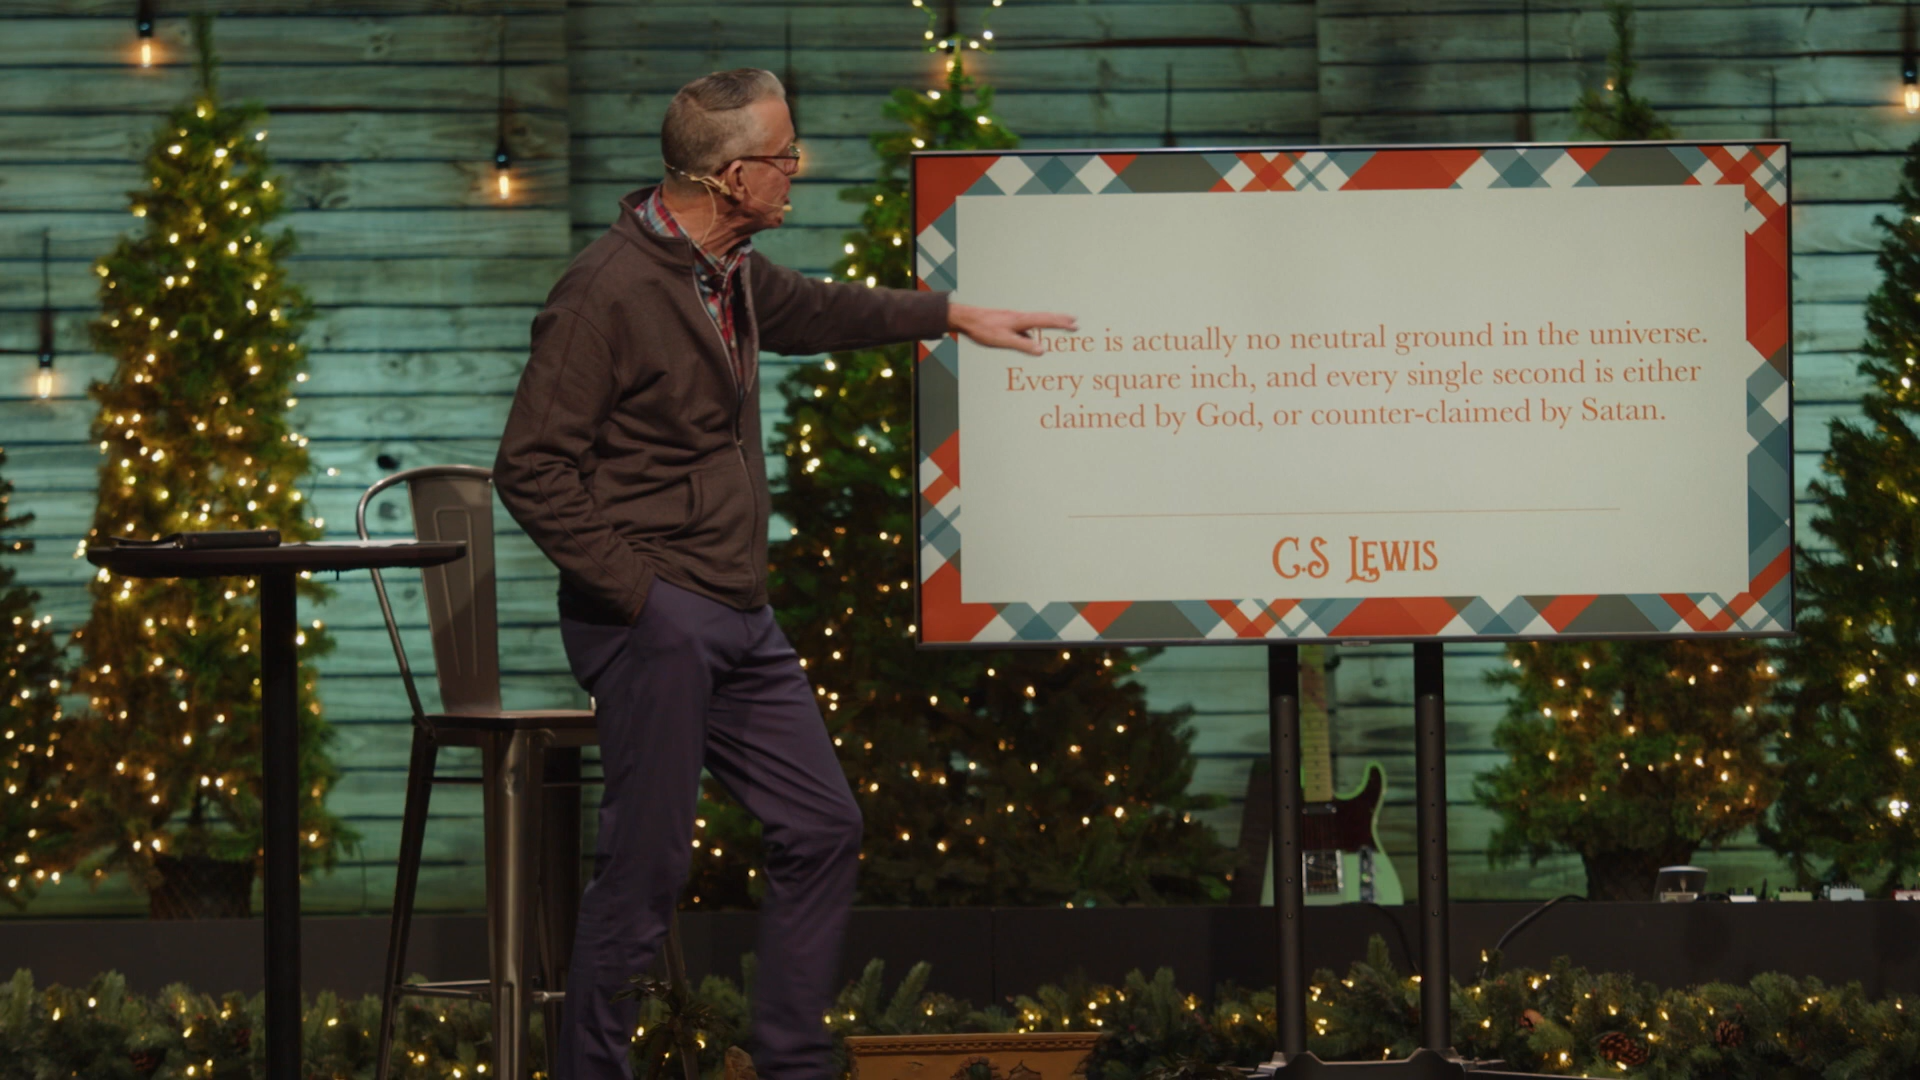 here is actually no neutral ground in the universe.
Every square inch, and every single second is either
claimed by God, or counter-claimed by Satan.
C.S LEWIS